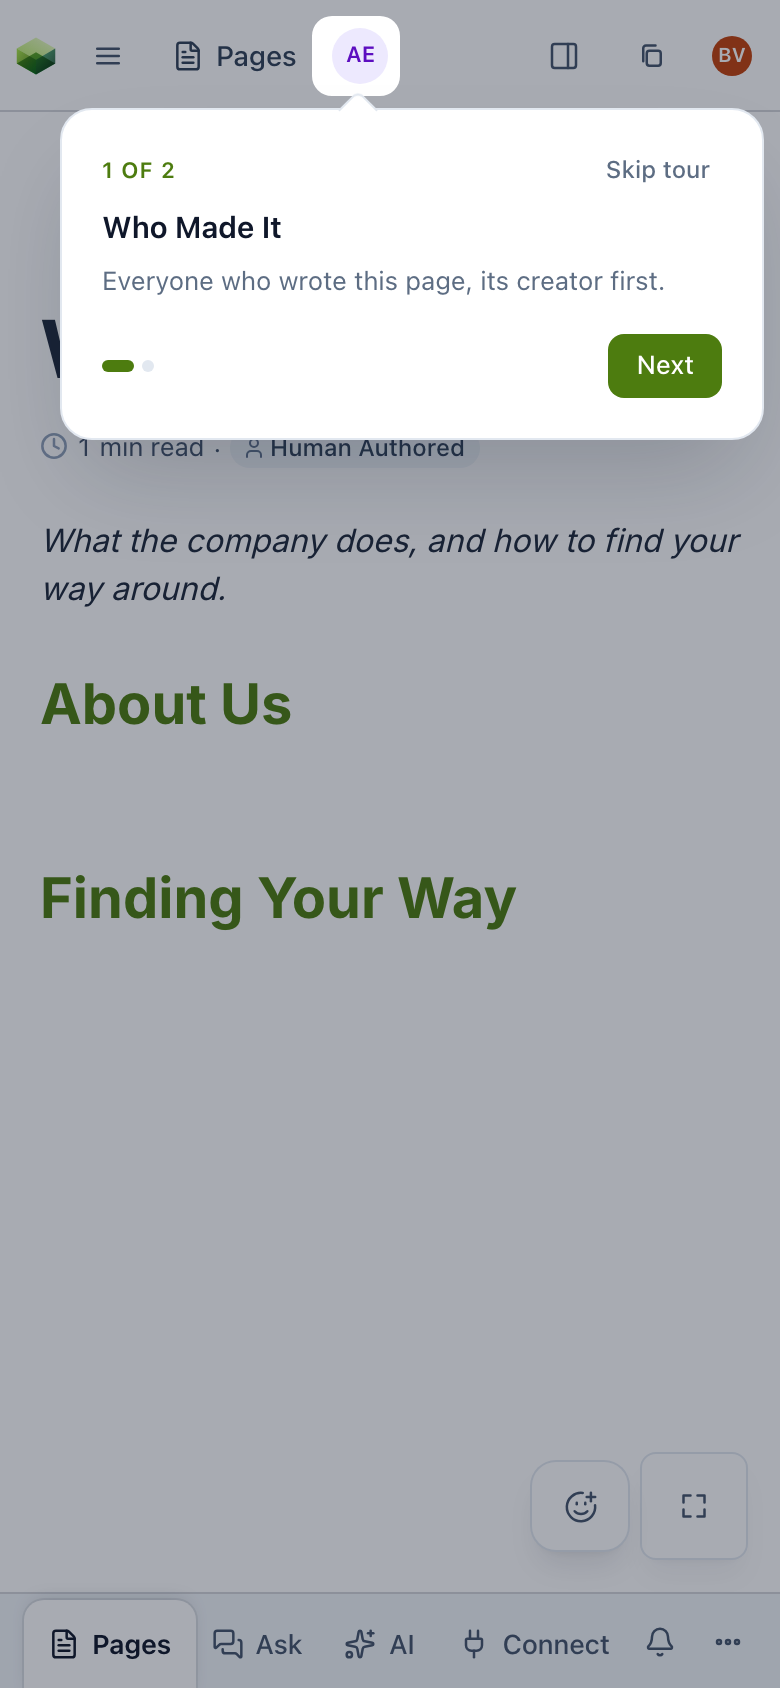 Pages
AE
BV
1 OF 2
Skip tour
Who Made It
Everyone who wrote this page, its creator first.
Next
1 min read ·
Human Authored
What the company does, and how to find your
way around.
About Us
Finding Your Way
Pages
Ask
AI
Connect